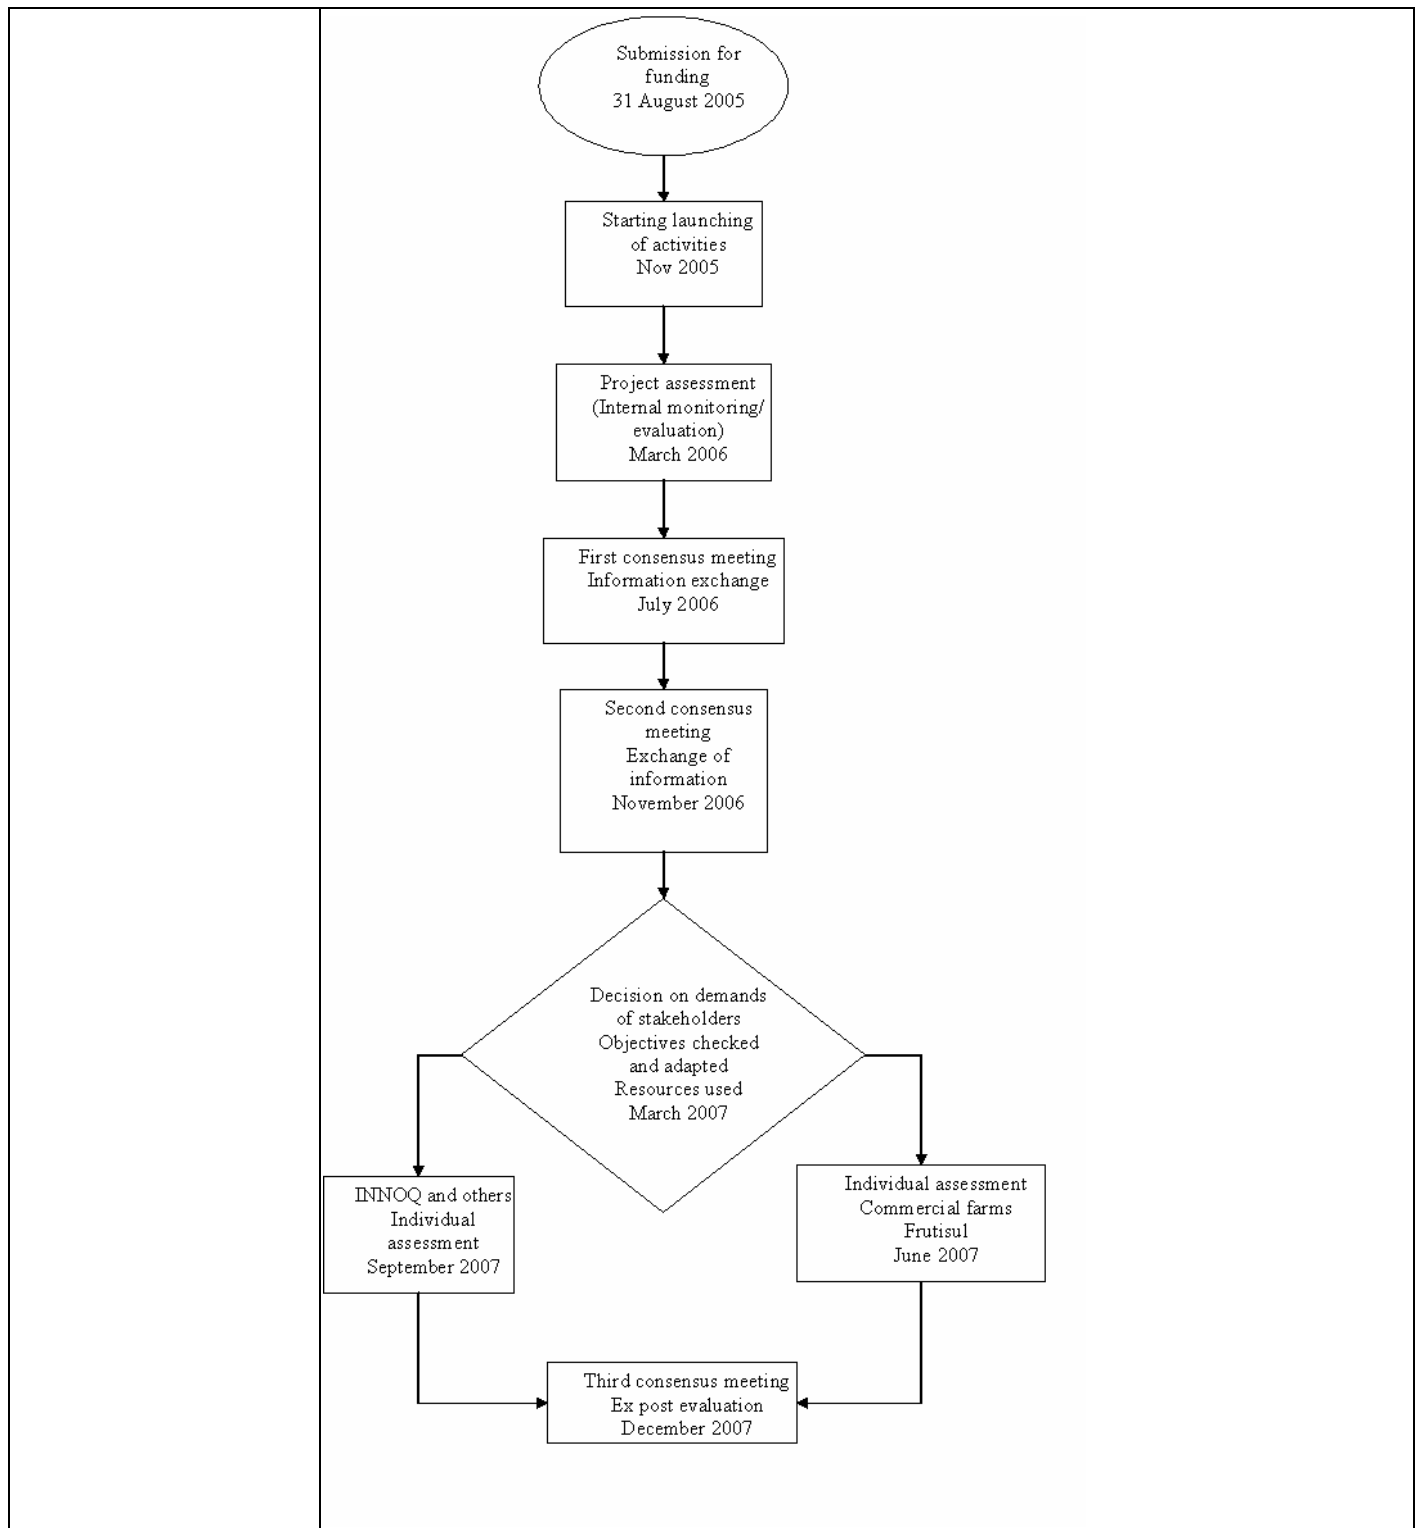 Submission for
funding
31 August 2005
Starting launching
of activities
Nov 2005
Project assessment
(Internal monitoring/
evaluation)
March 2006
First consensus meeting
Information exchange
July 2006
Second consensus
meeting
Exchange of
information
November 2006
Decision on demands
of stakeholders
Objectives checked
and adapted
Resources used
March 2007
INNOQ and others
Individual
assessment
September 2007
Individual assessment
Commercial farms
Frutisul
June 2007
Third consensus meeting
Ex post evaluation
December 2007